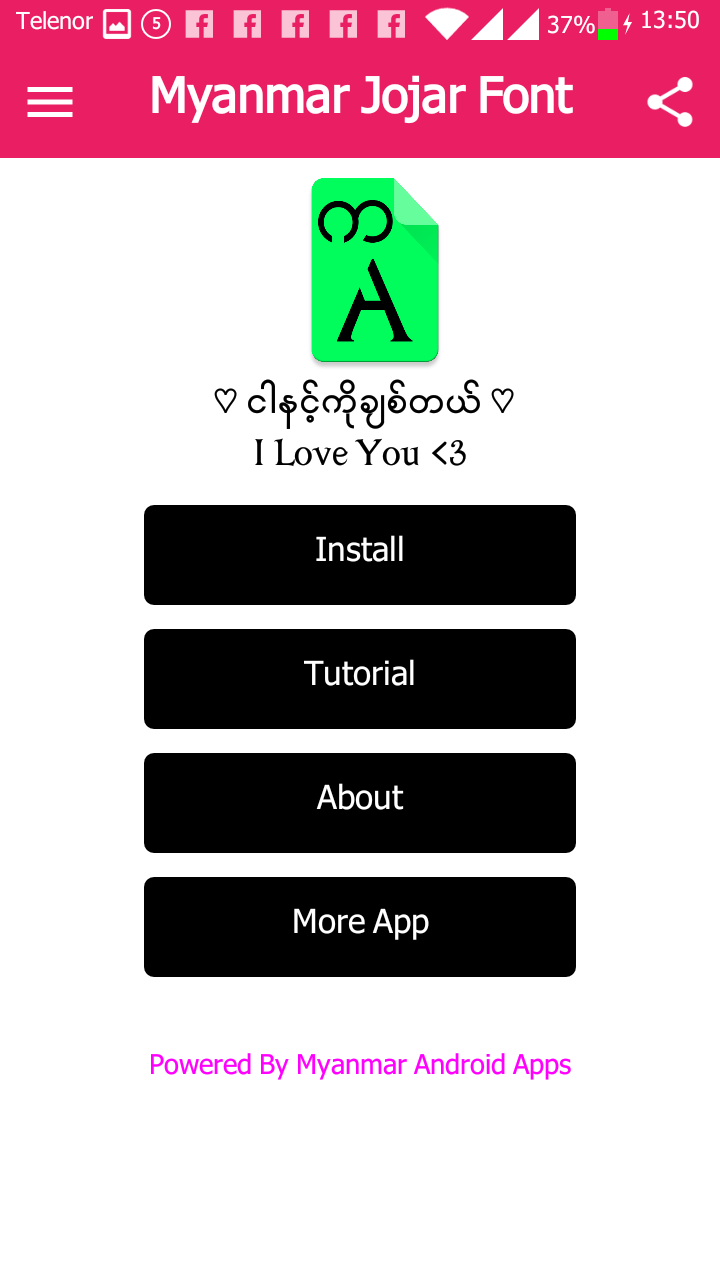 Telenor 5 37% 13:50
Myanmar Jojar Font
က
A
♡ ငါနင့်ကိုချစ်တယ် ♡
I Love You <3
Install
Tutorial
About
More App
Powered By Myanmar Android Apps